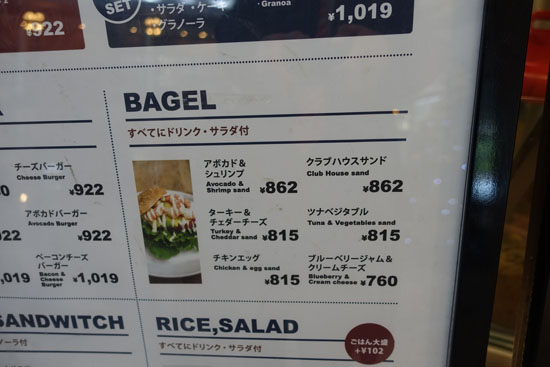 ¥922
SET
・サラダ ・ケーキ
・グラノーラ
・Granoa
¥1,019
BAGEL
すべてにドリンク・サラダ付
チーズバーガー
Cheese Burger
¥922
アボカドバーガー
Avocado Burger
¥922
ベーコンチーズ
バーガー
Bacon &
Cheese
Burger
¥1,019
アボカド&
シュリンプ
Avocado &
Shrimp sand
¥862
クラブハウスサンド
Club House sand
¥862
ターキー&
チェダーチーズ
Turkey &
Cheddar sand
¥815
ツナベジタブル
Tuna & Vegetables sand
¥815
チキンエッグ
Chicken & egg sand
¥815
ブルーベリージャム&
クリームチーズ
Blueberry &
Cream cheese
¥760
SANDWITCH
ノーラ付
RICE,SALAD
すべてにドリンク・サラダ付
ごはん大盛
+¥102